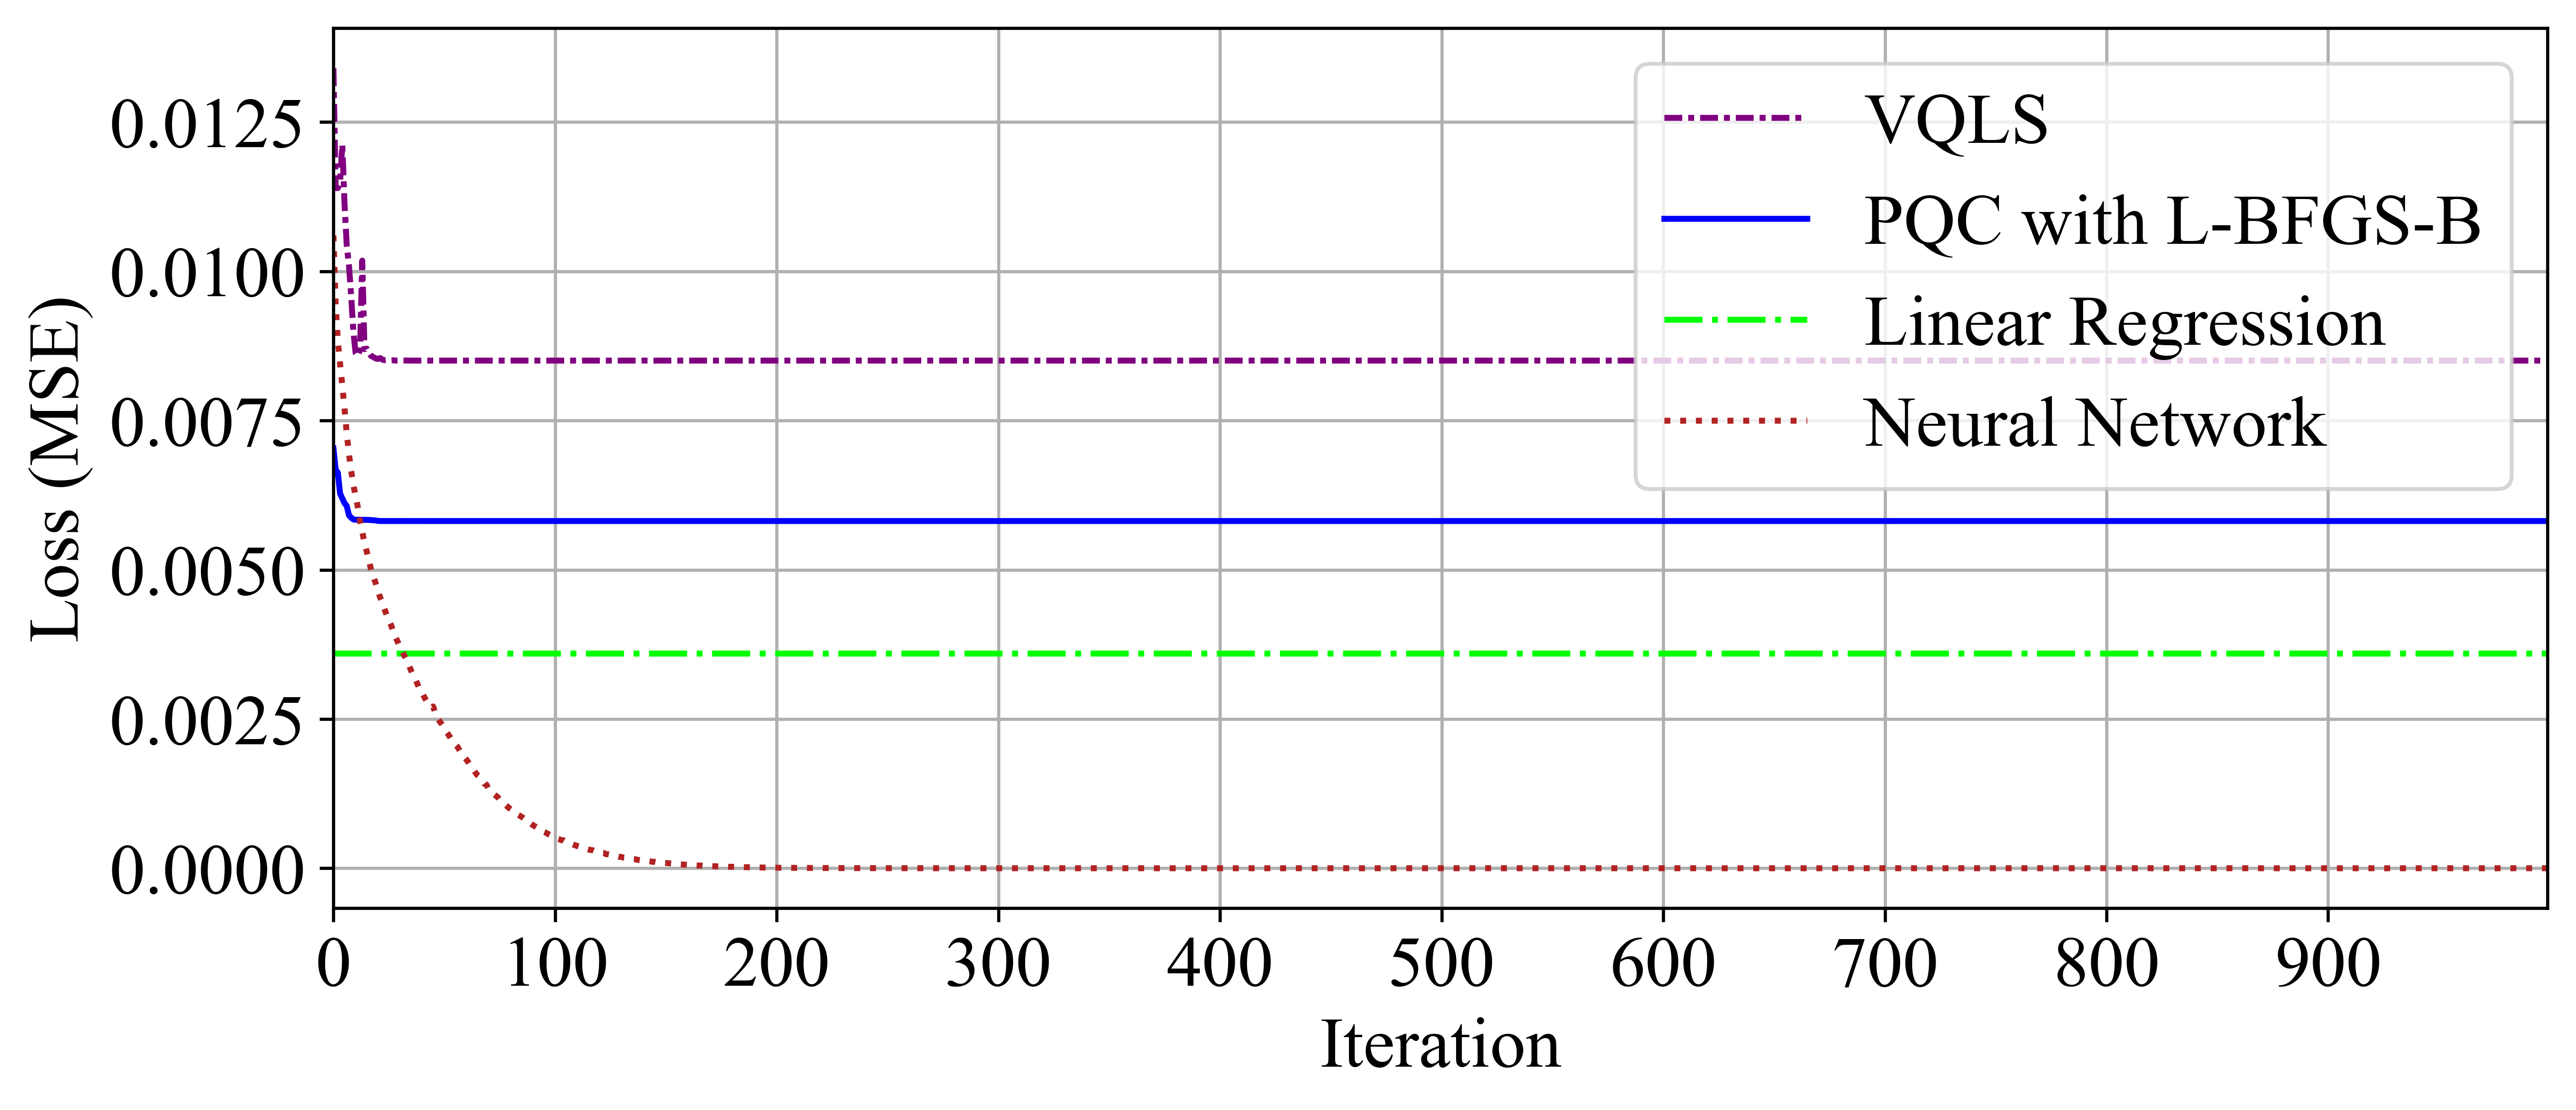 Loss (MSE)
0.0125
0.0100
0.0075
0.0050
0.0025
0.0000
VQLS
PQC with L-BFGS-B
Linear Regression
Neural Network
0 100 200 300 400 500 600 700 800 900
Iteration